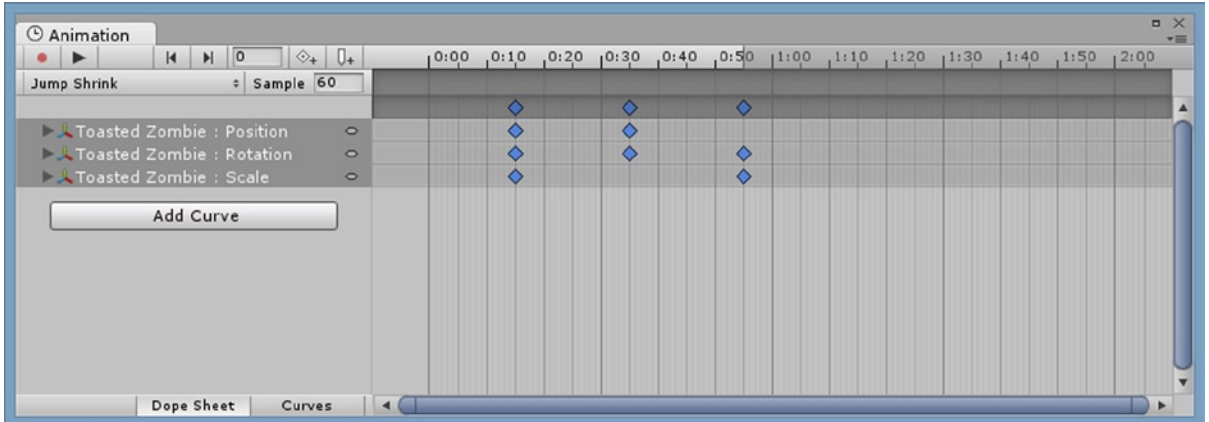 Animation
0 0:00 0:10 0:20 0:30 0:40 0:50 1:00 1:10 1:20 1:30 1:40 1:50 2:00
Jump Shrink Sample 60
Toasted Zombie : Position
Toasted Zombie : Rotation
Toasted Zombie : Scale
Add Curve
Dope Sheet Curves